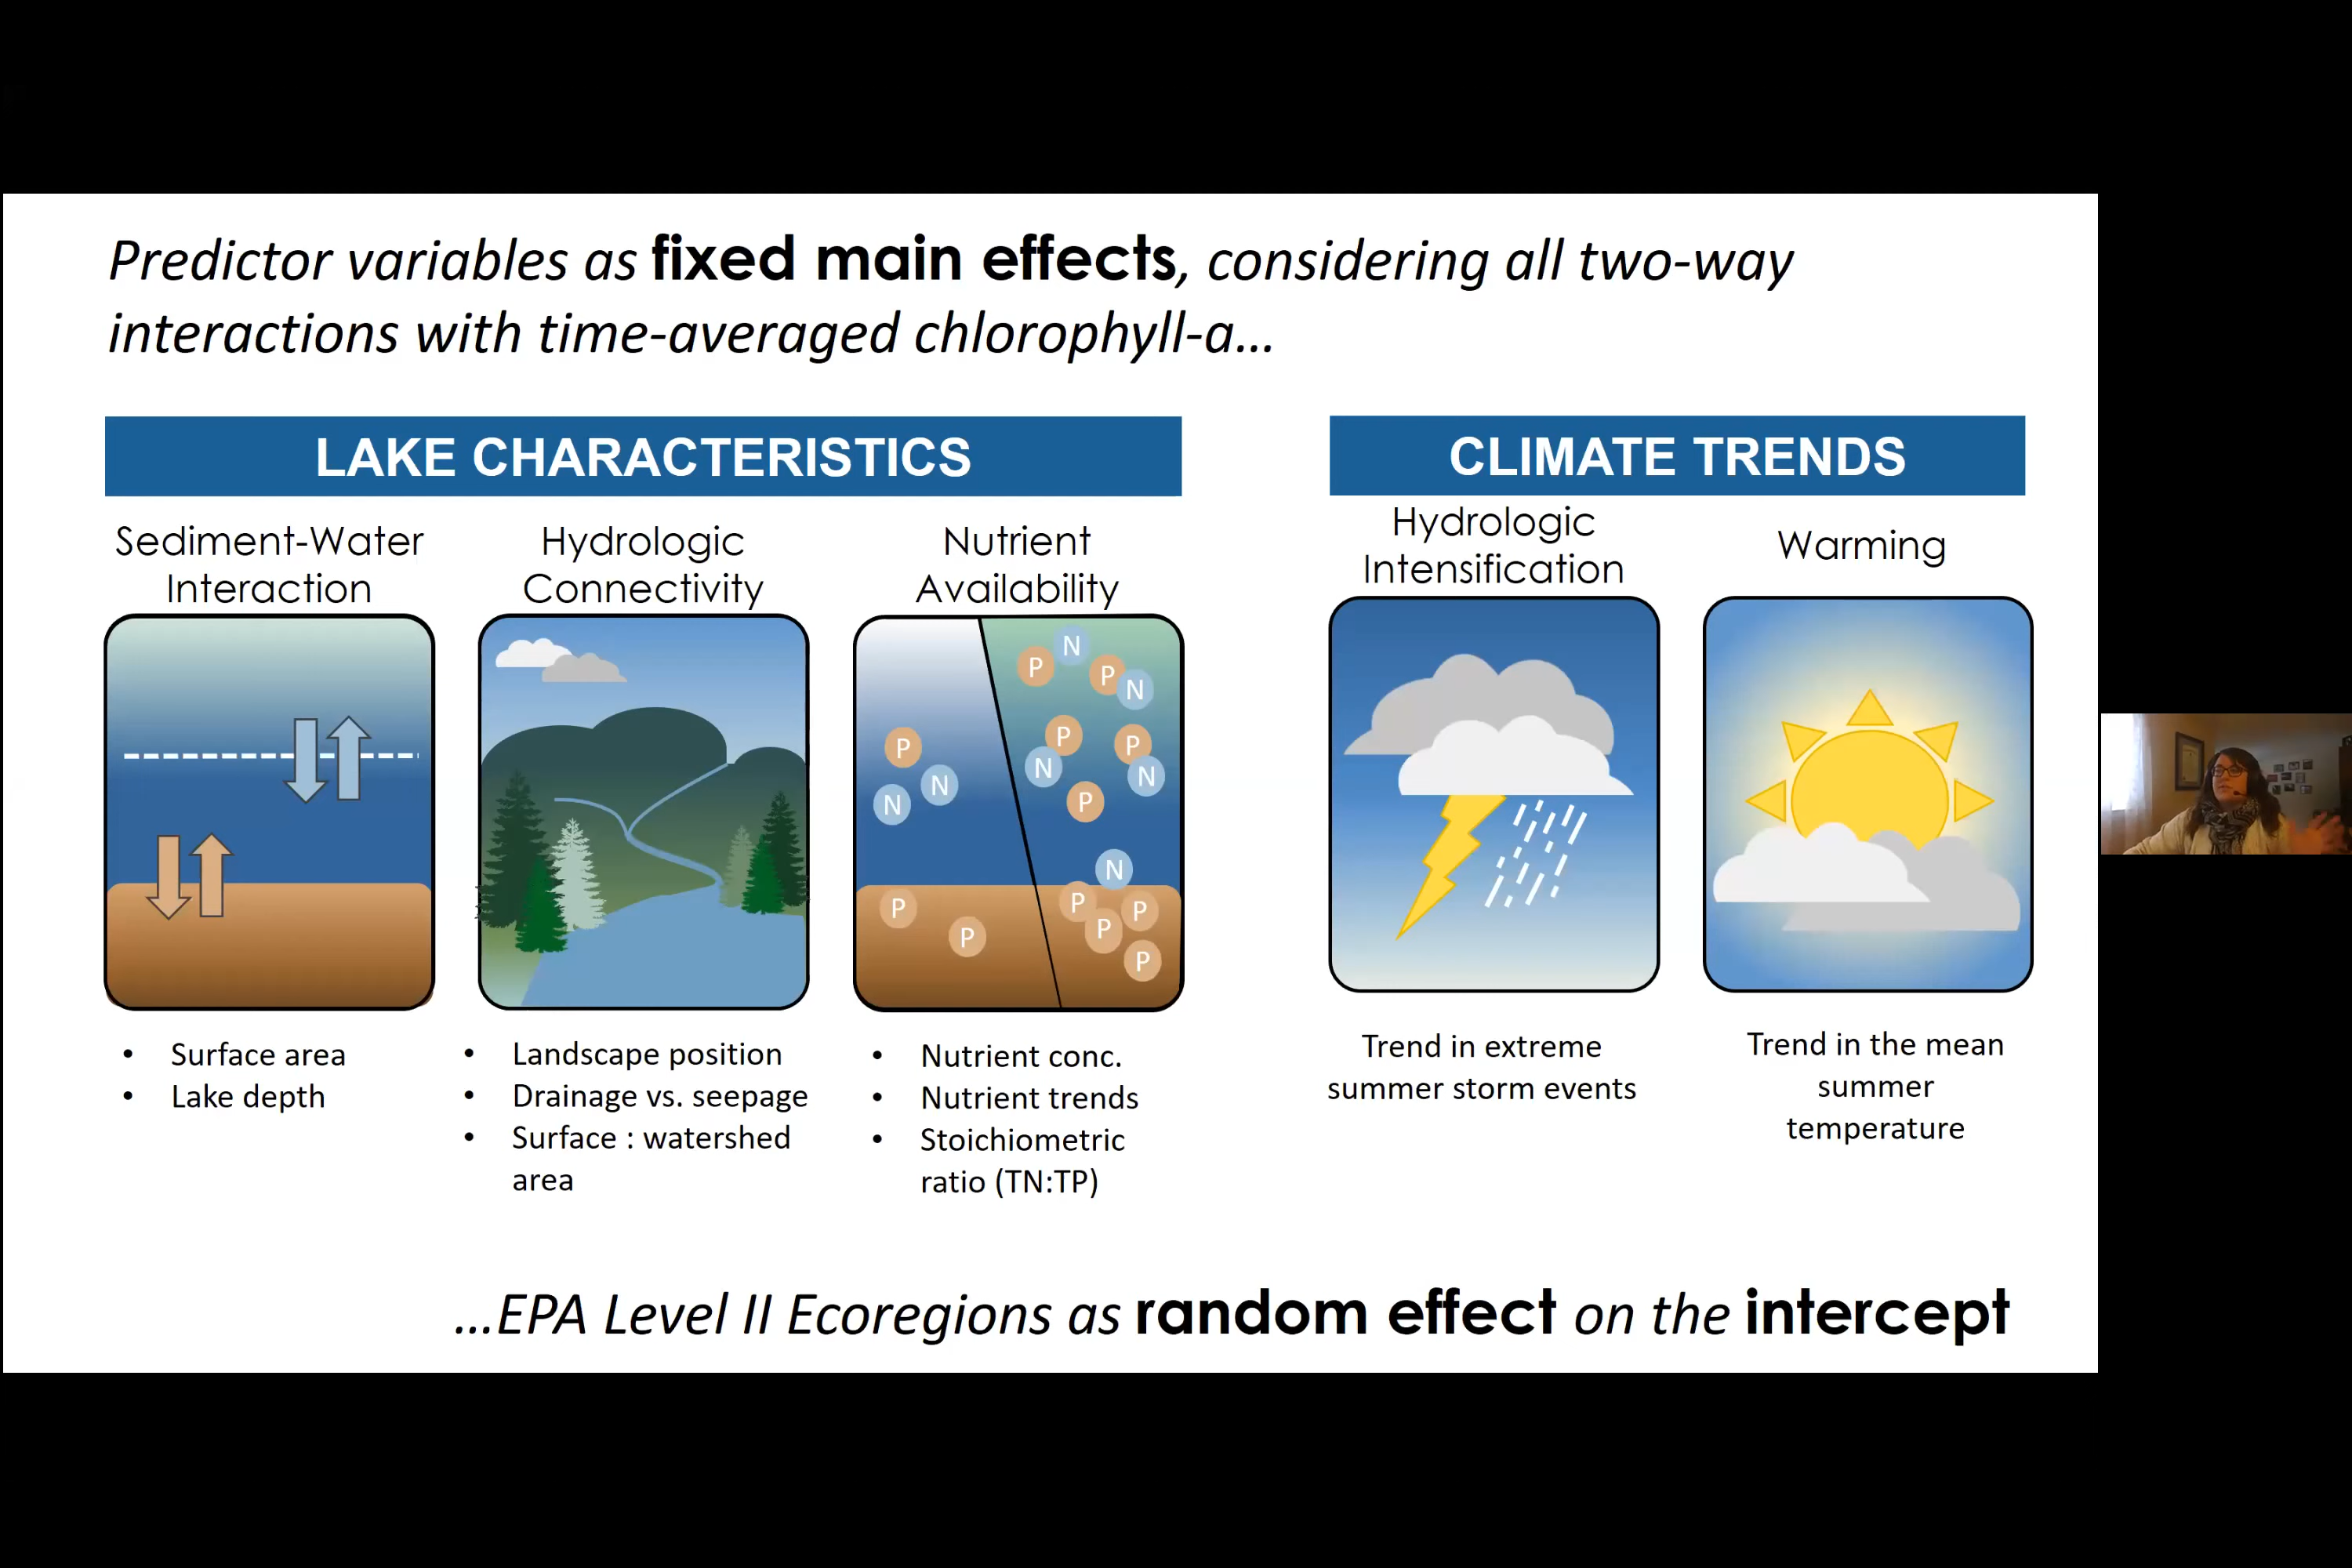 Predictor variables as fixed main effects, considering all two-way
interactions with time-averaged chlorophyll-a...
LAKE CHARACTERISTICS
Sediment-Water
Interaction
Hydrologic
Connectivity
Nutrient
Availability
P
N
N
P
N
P
N
P
N
P
N
P
N
P
P
P
P
P
P
• Surface area
• Lake depth
• Landscape position
• Drainage vs. seepage
• Surface : watershed
area
• Nutrient conc.
• Nutrient trends
• Stoichiometric
ratio (TN:TP)
CLIMATE TRENDS
Hydrologic
Intensification
Warming
Trend in extreme
summer storm events
Trend in the mean
summer
temperature
...EPA Level II Ecoregions as random effect on the intercept